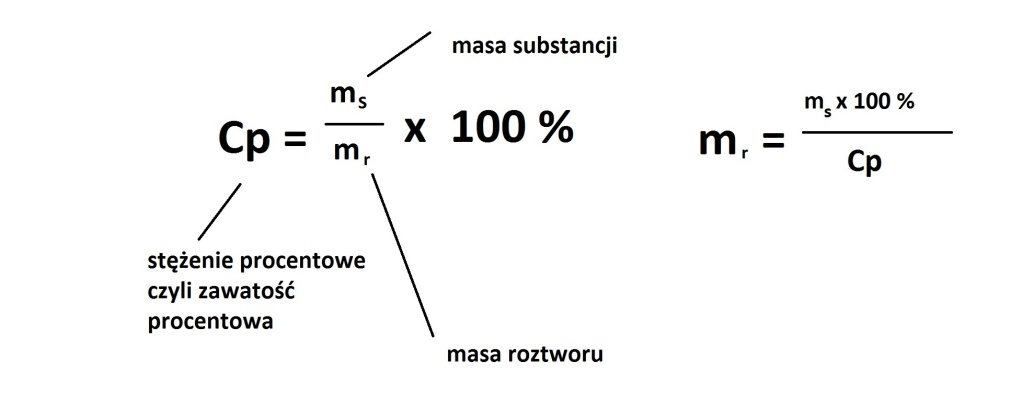 masa substancji
Cp = ms / mr x 100 %
mr = ms x 100 % / Cp
stężenie procentowe
czyli zawatość
procentowa
masa roztworu